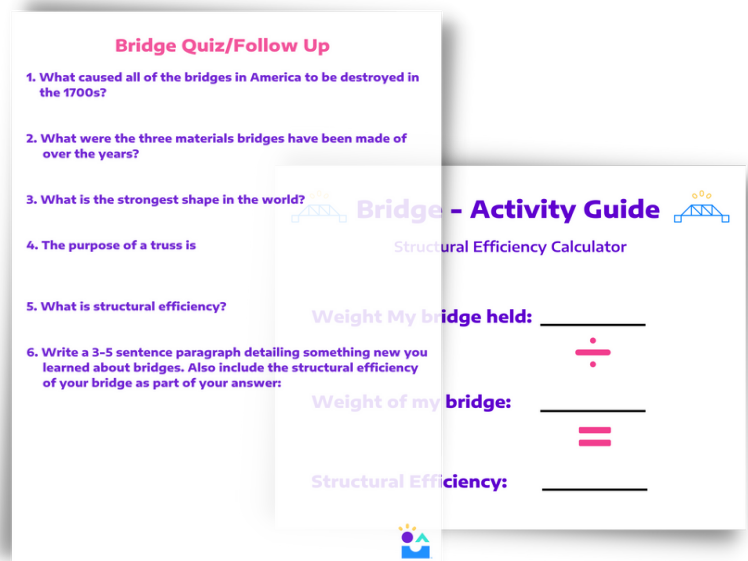 Bridge Quiz/Follow Up
1. What caused all of the bridges in America to be destroyed in
the 1700s?
2. What were the three materials bridges have been made of
over the years?
3. What is the strongest shape in the world?
4. The purpose of a truss is
5. What is structural efficiency?
6. Write a 3-5 sentence paragraph detailing something new you
learned about bridges. Also include the structural efficiency
of your bridge as part of your answer:
Bridge - Activity Guide
Structural Efficiency Calculator
Weight My bridge held:
÷
Weight of my bridge:
=
Structural Efficiency: